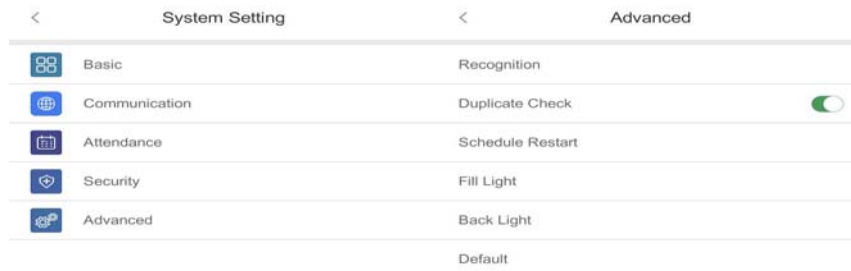 System Setting
Basic
Communication
Attendance
Security
Advanced
Advanced
Recognition
Duplicate Check
Schedule Restart
Fill Light
Back Light
Default